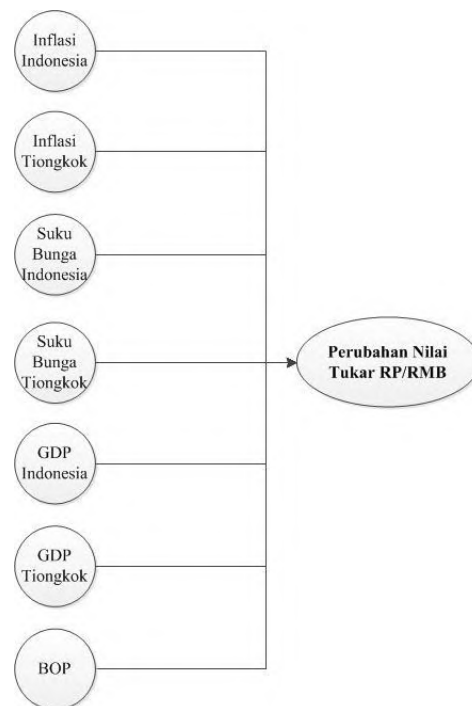 Inflasi
Indonesia
Inflasi
Tiongkok
Suku
Bunga
Indonesia
Suku
Bunga
Tiongkok
Perubahan Nilai
Tukar RP/RMB
GDP
Indonesia
GDP
Tiongkok
BOP